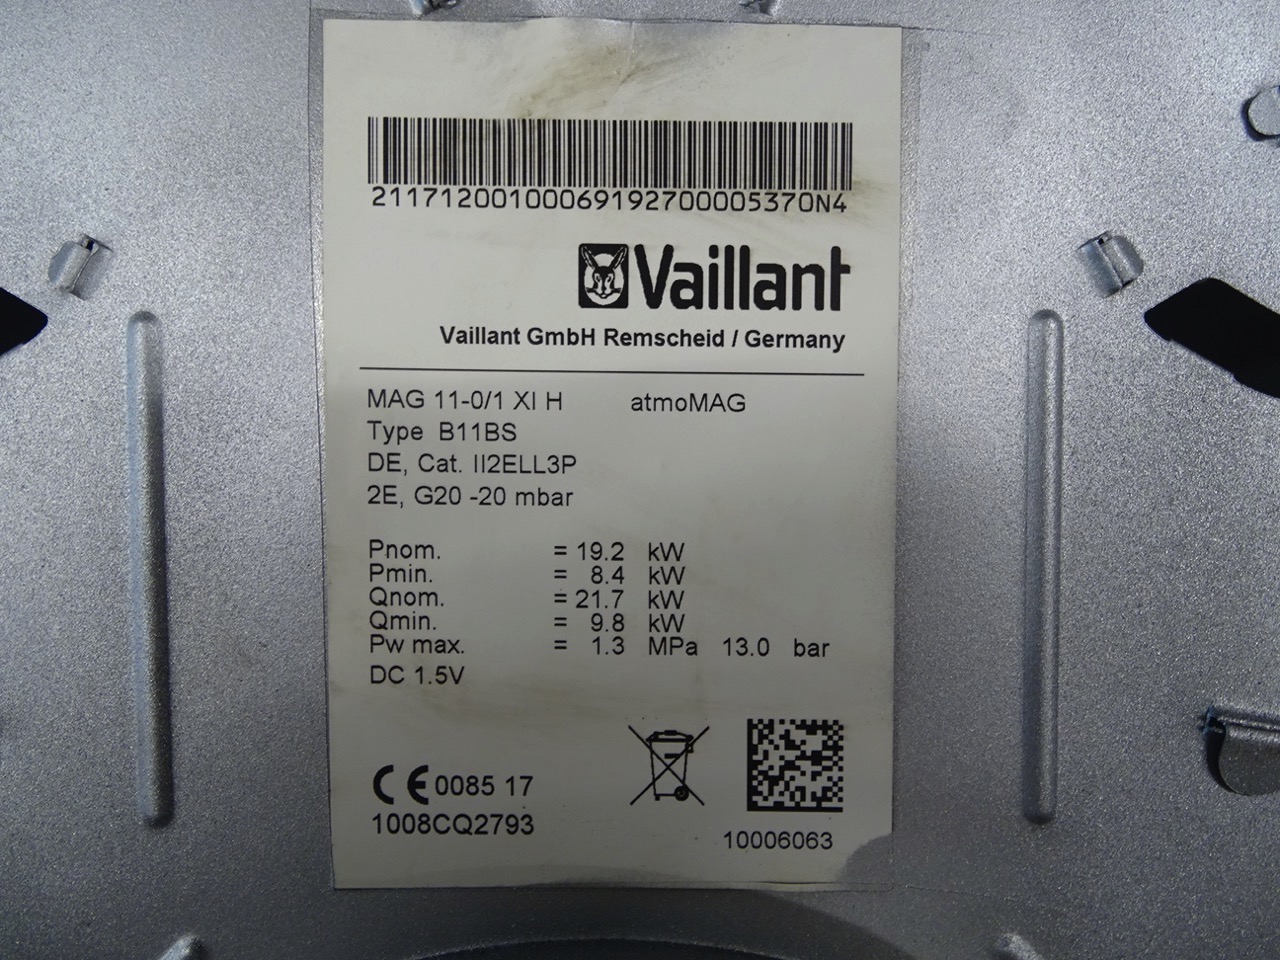 21171200100069192700005370N4
Vaillant
Vaillant GmbH Remscheid / Germany
MAG 11-0/1 XI H atmoMAG
Type B11BS
DE, Cat. II2ELL3P
2E, G20 -20 mbar
Pnom. = 19.2 kW
Pmin. = 8.4 kW
Qnom. = 21.7 kW
Qmin. = 9.8 kW
Pw max. = 1.3 MPa 13.0 bar
DC 1.5V
CE 0085 17
1008CQ2793
10006063